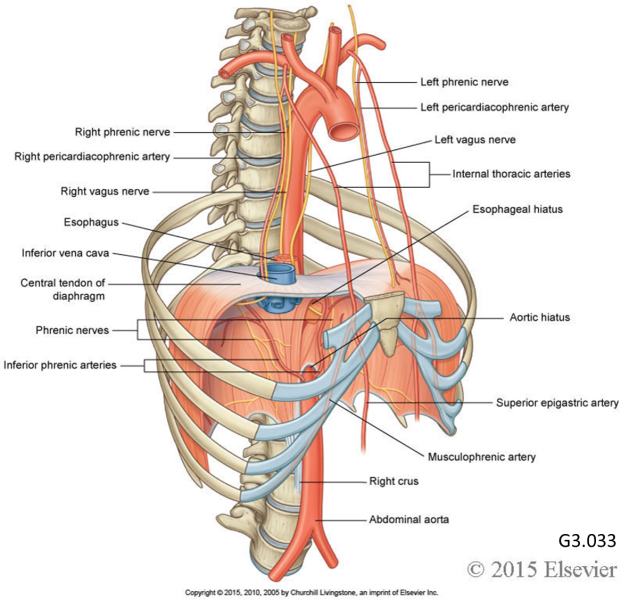 Left phrenic nerve
Left pericardiacophrenic artery
Right phrenic nerve
Left vagus nerve
Right pericardiacophrenic artery
Internal thoracic arteries
Right vagus nerve
Esophageal hiatus
Esophagus
Inferior vena cava
Central tendon of
diaphragm
Aortic hiatus
Phrenic nerves
Inferior phrenic arteries
Superior epigastric artery
Musculophrenic artery
Right crus
Abdominal aorta
G3.033
© 2015 Elsevier
Copyright © 2015, 2010, 2005 by Churchill Livingstone, an imprint of Elsevier Inc.